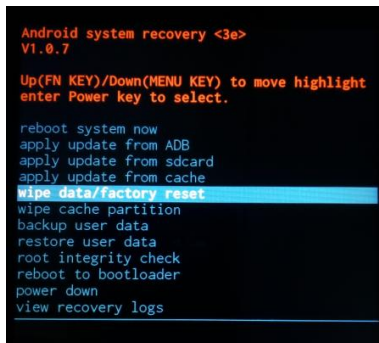 Android system recovery <3e>
V1.0.7
Up(FN KEY)/Down(MENU KEY) to move highlight
enter Power key to select.
reboot system now
apply update from ADB
apply update from sdcard
apply update from cache
wipe data/factory reset
wipe cache partition
backup user data
restore user data
root integrity check
reboot to bootloader
power down
view recovery logs